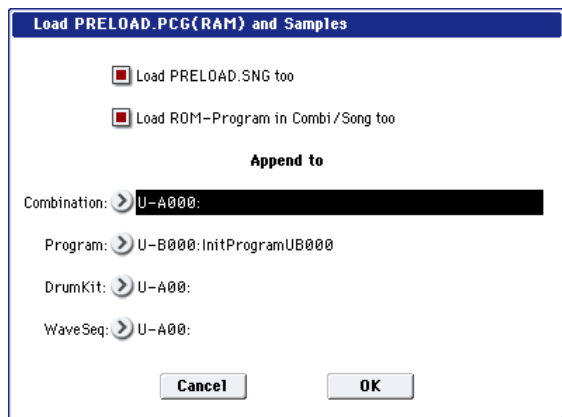 Load PRELOAD.PCG(RAM) and Samples
Load PRELOAD.SNG too
Load ROM-Program in Combi/Song too
Append to
Combination: U-A000:
Program: U-B000:InitProgramUB000
DrumKit: U-A00:
WaveSeq: U-A00:
Cancel OK